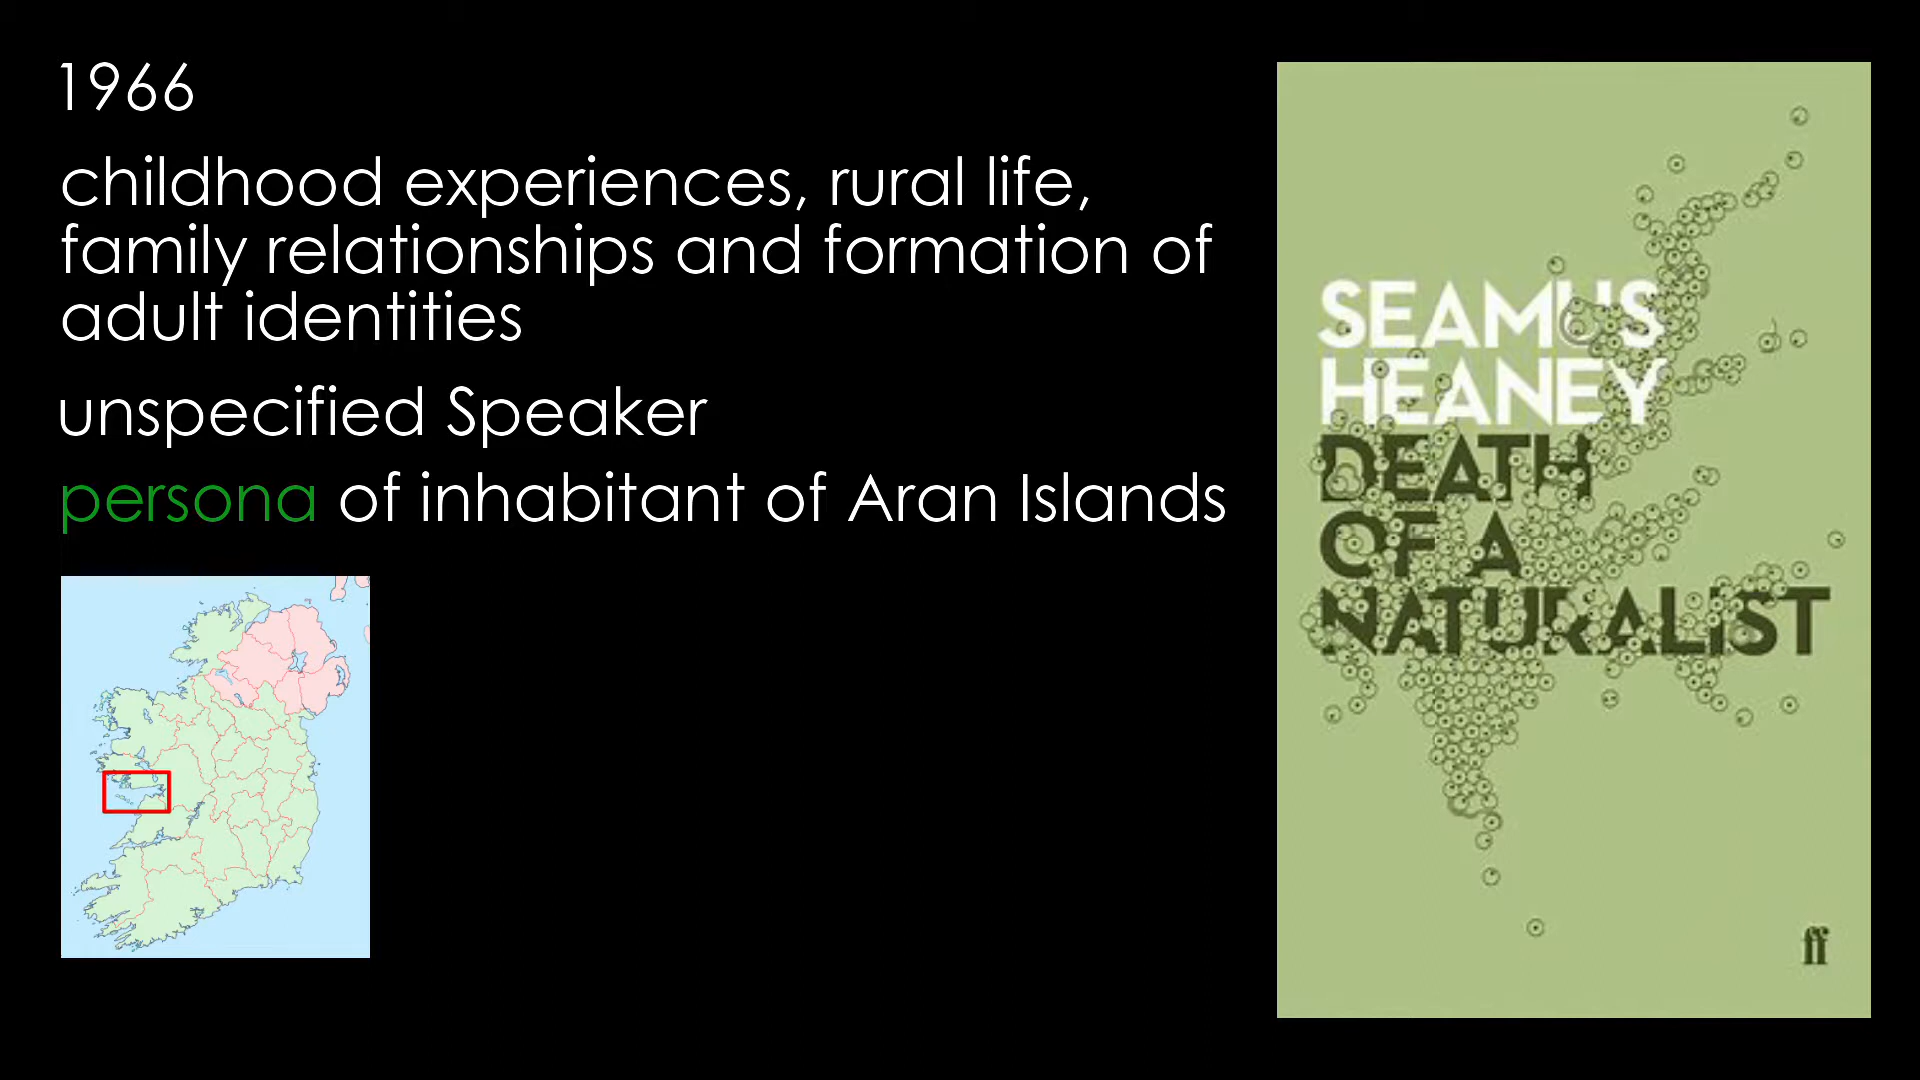 1966
childhood experiences, rural life,
family relationships and formation of
adult identities
unspecified Speaker
persona of inhabitant of Aran Islands
SEAMUS
HEANEY
DEATH
OF A
NATURALIST
ff